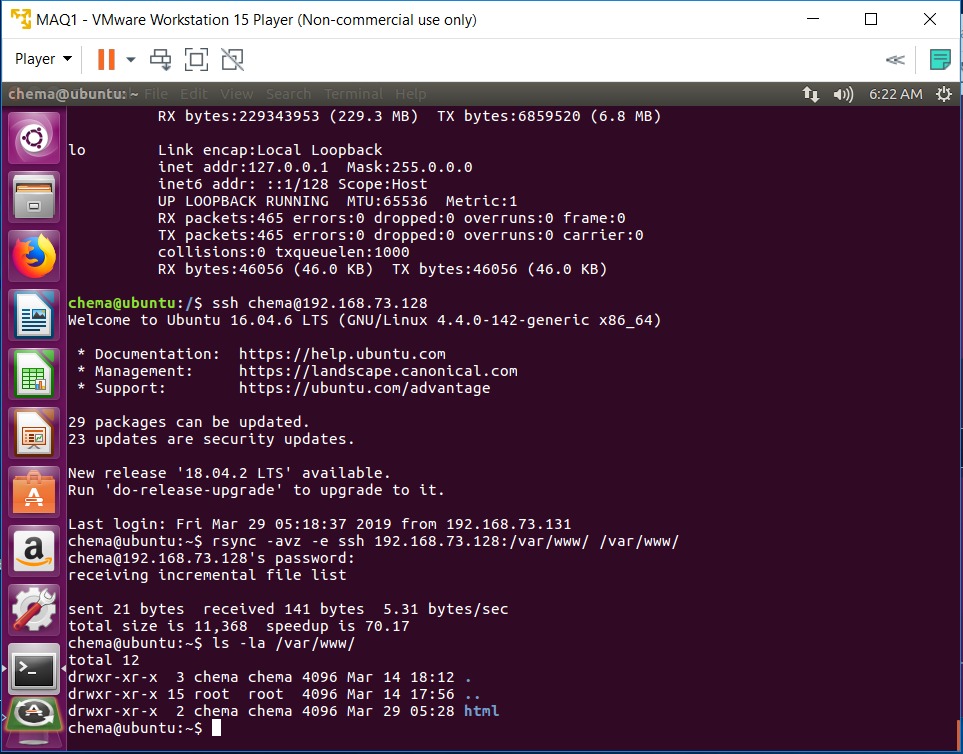 MAQ1 - VMware Workstation 15 Player (Non-commercial use only)
Player
chema@ubuntu: ~ File Edit View Search Terminal Help
6:22 AM
RX bytes:229343953 (229.3 MB)  TX bytes:6859520 (6.8 MB)
lo        Link encap:Local Loopback
inet addr:127.0.0.1  Mask:255.0.0.0
inet6 addr: ::1/128 Scope:Host
UP LOOPBACK RUNNING  MTU:65536  Metric:1
RX packets:465 errors:0 dropped:0 overruns:0 frame:0
TX packets:465 errors:0 dropped:0 overruns:0 carrier:0
collisions:0 txqueuelen:1000
RX bytes:46056 (46.0 KB)  TX bytes:46056 (46.0 KB)
chema@ubuntu:/$ ssh chema@192.168.73.128
Welcome to Ubuntu 16.04.6 LTS (GNU/Linux 4.4.0-142-generic x86_64)
* Documentation:  https://help.ubuntu.com
* Management:     https://landscape.canonical.com
* Support:        https://ubuntu.com/advantage
29 packages can be updated.
23 updates are security updates.
New release '18.04.2 LTS' available.
Run 'do-release-upgrade' to upgrade to it.
Last login: Fri Mar 29 05:18:37 2019 from 192.168.73.131
chema@ubuntu:~$ rsync -avz -e ssh 192.168.73.128:/var/www/ /var/www/
chema@192.168.73.128's password:
receiving incremental file list
sent 21 bytes  received 141 bytes  5.31 bytes/sec
total size is 11,368  speedup is 70.17
chema@ubuntu:~$ ls -la /var/www/
total 12
drwxr-xr-x  3 chema chema 4096 Mar 14 18:12 .
drwxr-xr-x 15 root  root  4096 Mar 14 17:56 ..
drwxr-xr-x  2 chema chema 4096 Mar 29 05:28 html
chema@ubuntu:~$